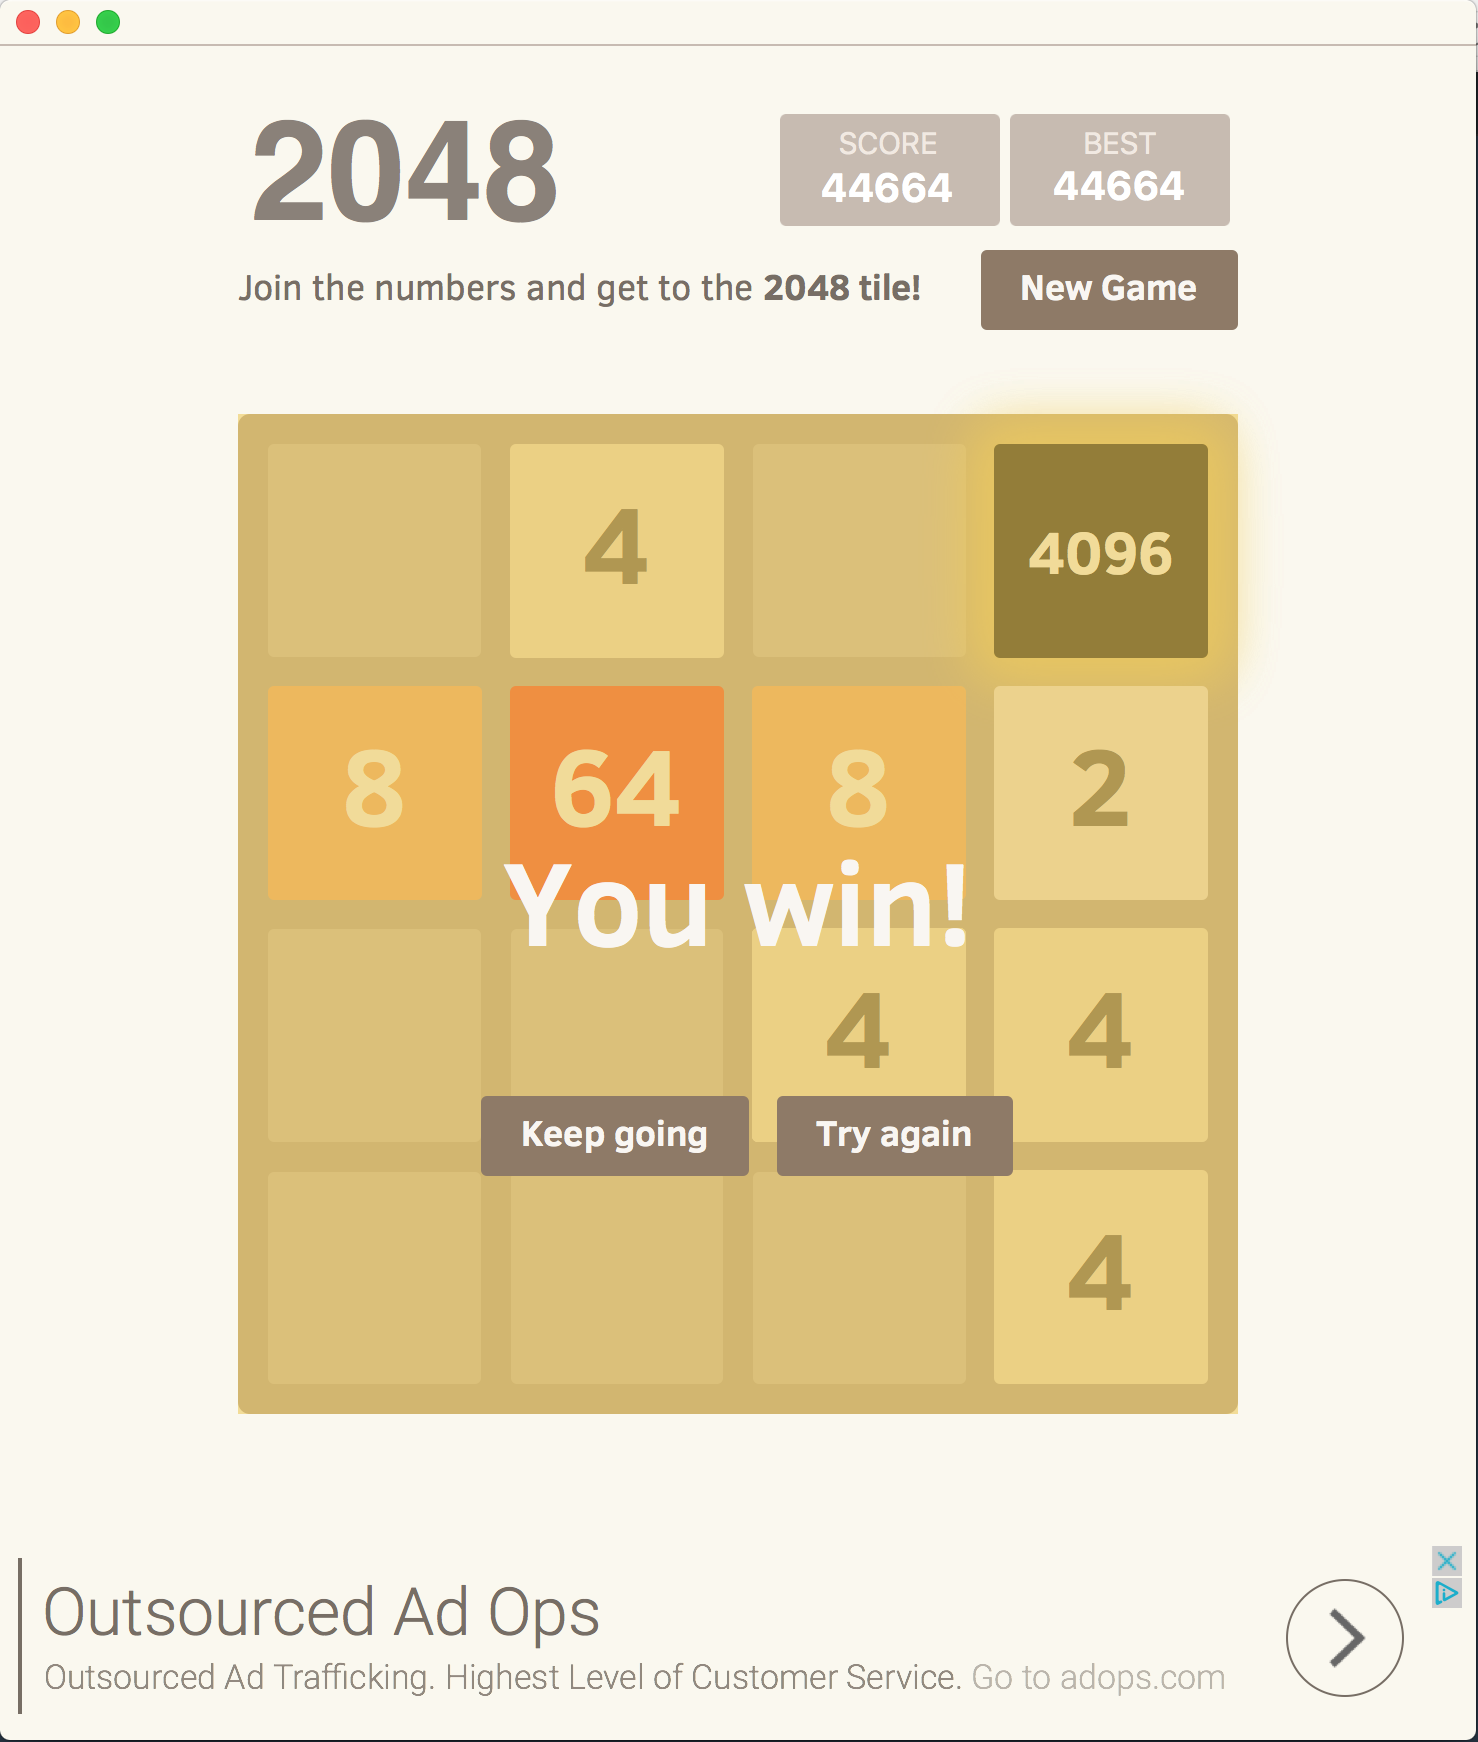 2048
SCORE
44664
BEST
44664
Join the numbers and get to the 2048 tile!
New Game
4
4096
8
64
8
2
You win!
4
4
Keep going
Try again
4
Outsourced Ad Ops
Outsourced Ad Trafficking. Highest Level of Customer Service. Go to adops.com